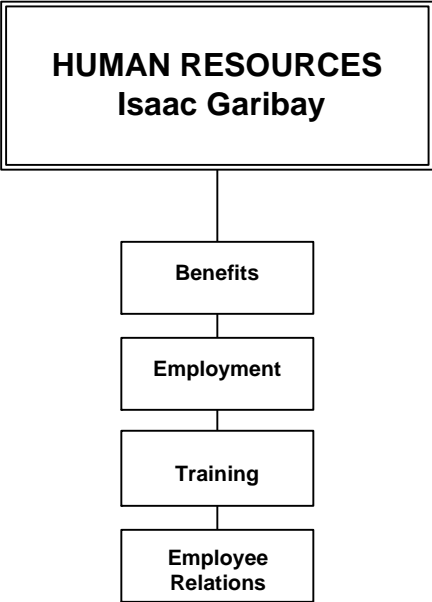 HUMAN RESOURCES
Isaac Garibay
Benefits
Employment
Training
Employee
Relations